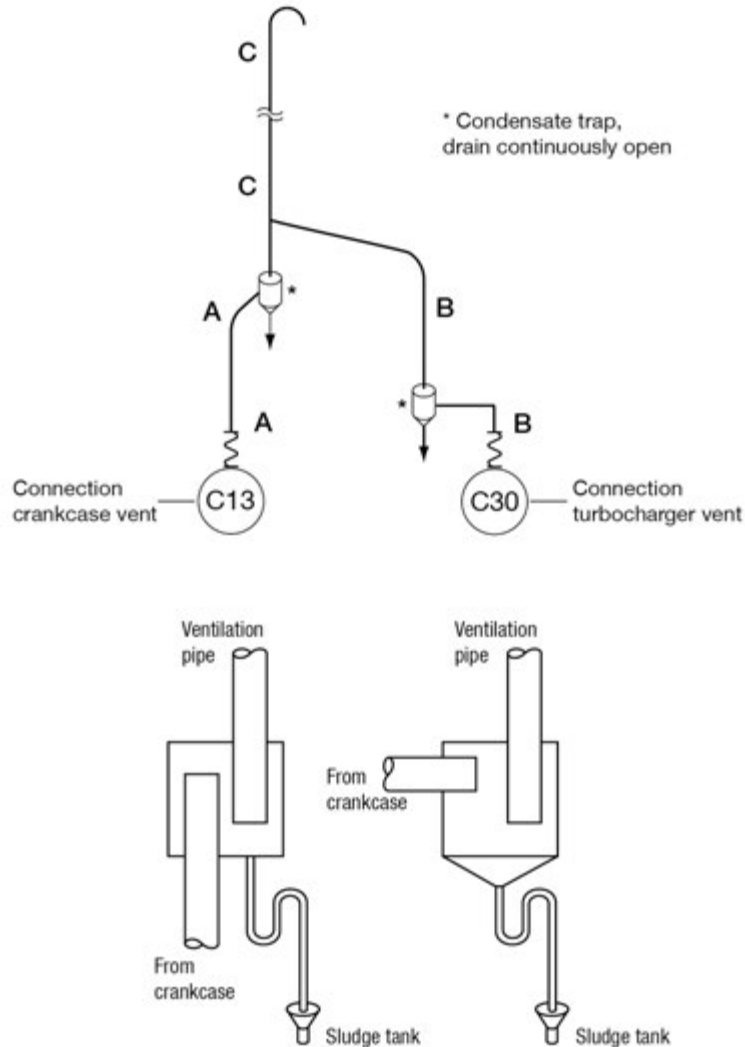 C
* Condensate trap,
drain continuously open
C
*
A
B
*
A
B
Connection
crankcase vent
C13
C30
Connection
turbocharger vent
Ventilation
pipe
Ventilation
pipe
From
crankcase
From
crankcase
Sludge tank
Sludge tank